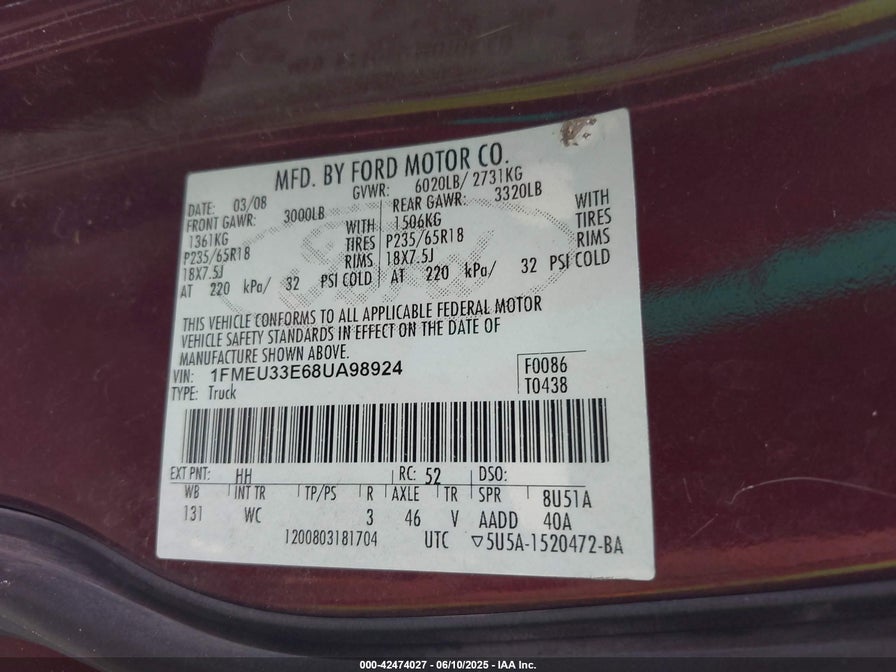 MFD. BY FORD MOTOR CO.
DATE: 03/08 GVWR: 6020LB/ 2731KG
FRONT GAWR: 3000LB REAR GAWR: 3320LB
1361KG WITH 1506KG WITH
P235/65R18 TIRES P235/65R18 TIRES
18X7.5J RIMS 18X7.5J RIMS
AT 220 kPa/ 32 PSI COLD AT 220 kPa/ 32 PSI COLD
THIS VEHICLE CONFORMS TO ALL APPLICABLE FEDERAL MOTOR
VEHICLE SAFETY STANDARDS IN EFFECT ON THE DATE OF
MANUFACTURE SHOWN ABOVE.
VIN: 1FMEU33E68UA98924 F0086
TYPE: Truck T0438
EXT PNT: HH RC: 52 DSO:
WB INT TR TP/PS R AXLE TR SPR 8U51A
131 WC 3 46 V AADD 40A
1200803181704 UTC ▽5U5A-1520472-BA
000-42474027 - 06/10/2025 - IAA Inc.